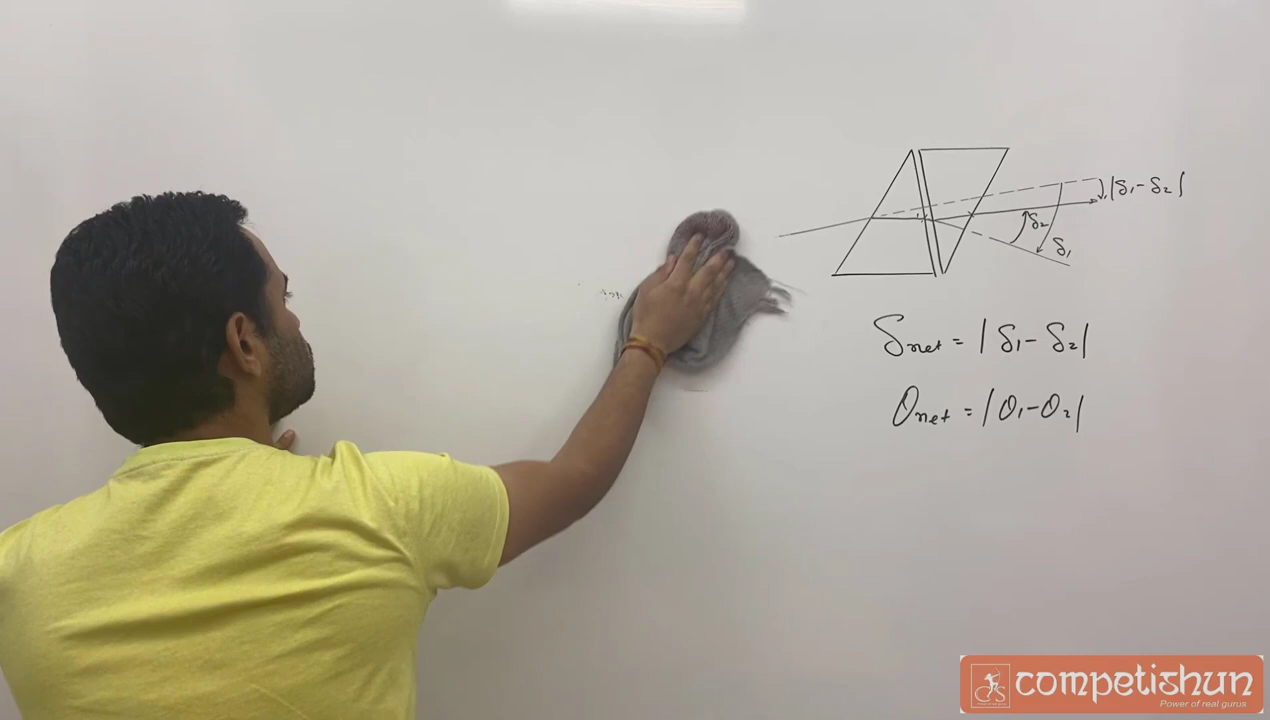 |δ₁-δ₂|
δ₂
δ₁
δnet = |δ₁-δ₂|
θnet = |θ₁-θ₂|
competishun
Power of real gurus